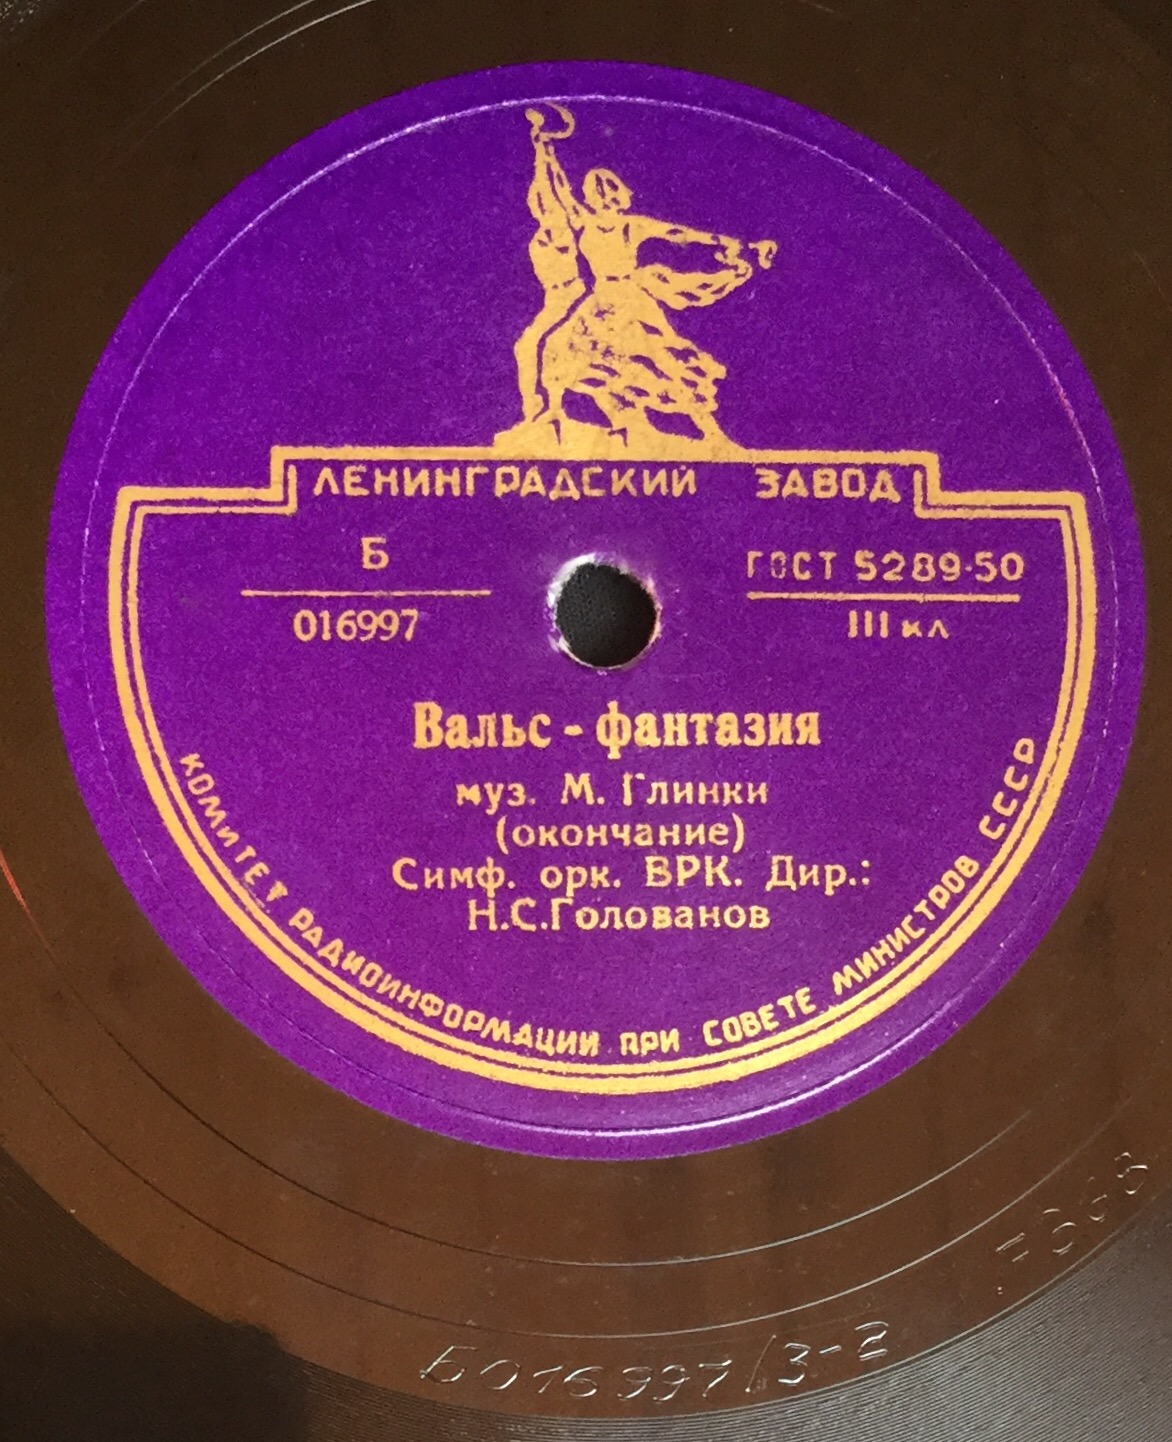 ЛЕНИНГРАДСКИЙ ЗАВОД
Б
016997
ГОСТ 5289-50
III кл
Вальс - фантазия
муз. М. Глинки
(окончание)
Симф. орк. ВРК. Дир.:
Н.С.Голованов
КОМИТЕТ РАДИОИНФОРМАЦИИ ПРИ СОВЕТЕ МИНИСТРОВ СССР
Б016997/3-2